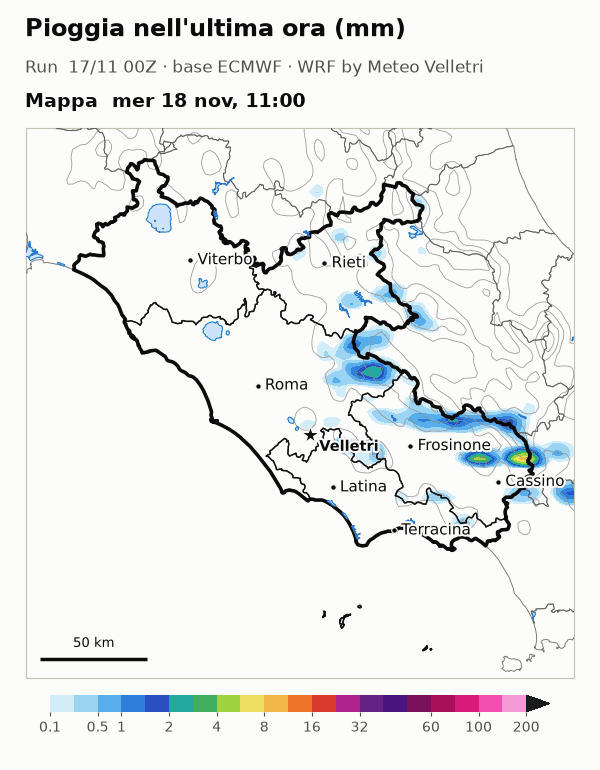 Pioggia nell'ultima ora (mm)
Run 17/11 00Z · base ECMWF · WRF by Meteo Velletri
Mappa mer 18 nov, 11:00
Viterbo
Rieti
Roma
Velletri
Frosinone
Latina
Cassino
Terracina
50 km
0.1 0.5 1 2 4 8 16 32 60 100 200